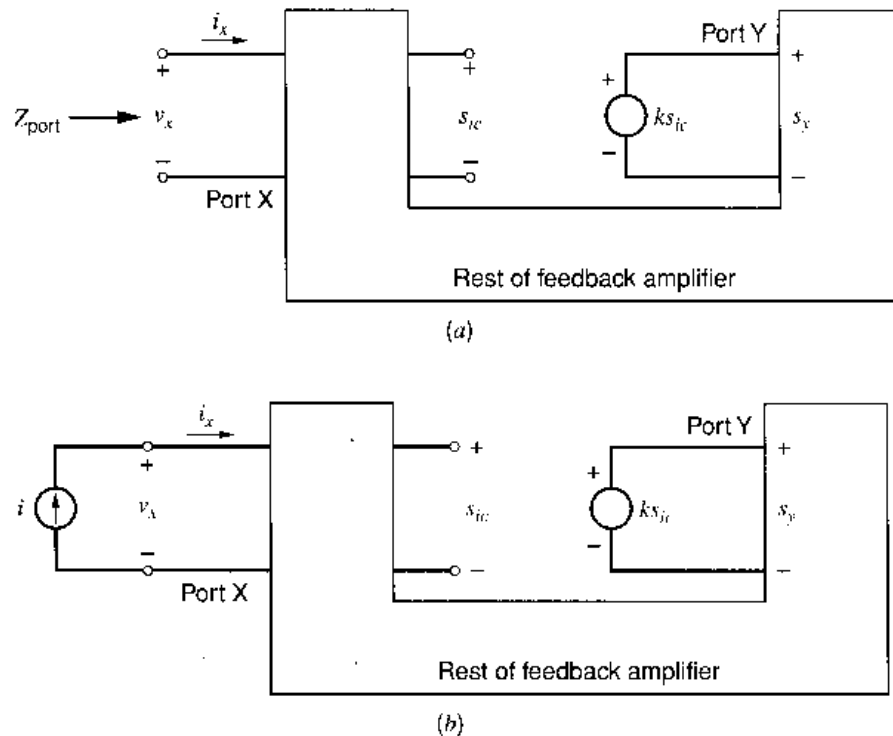 i_x
Port Y
+ + + +
Z_port v_x s_ic ks_ic s_y
− − − −
Port X
Rest of feedback amplifier
(a)
i_x
Port Y
+ + + +
i v_x s_ic ks_ic s_y
− − − −
Port X
Rest of feedback amplifier
(b)